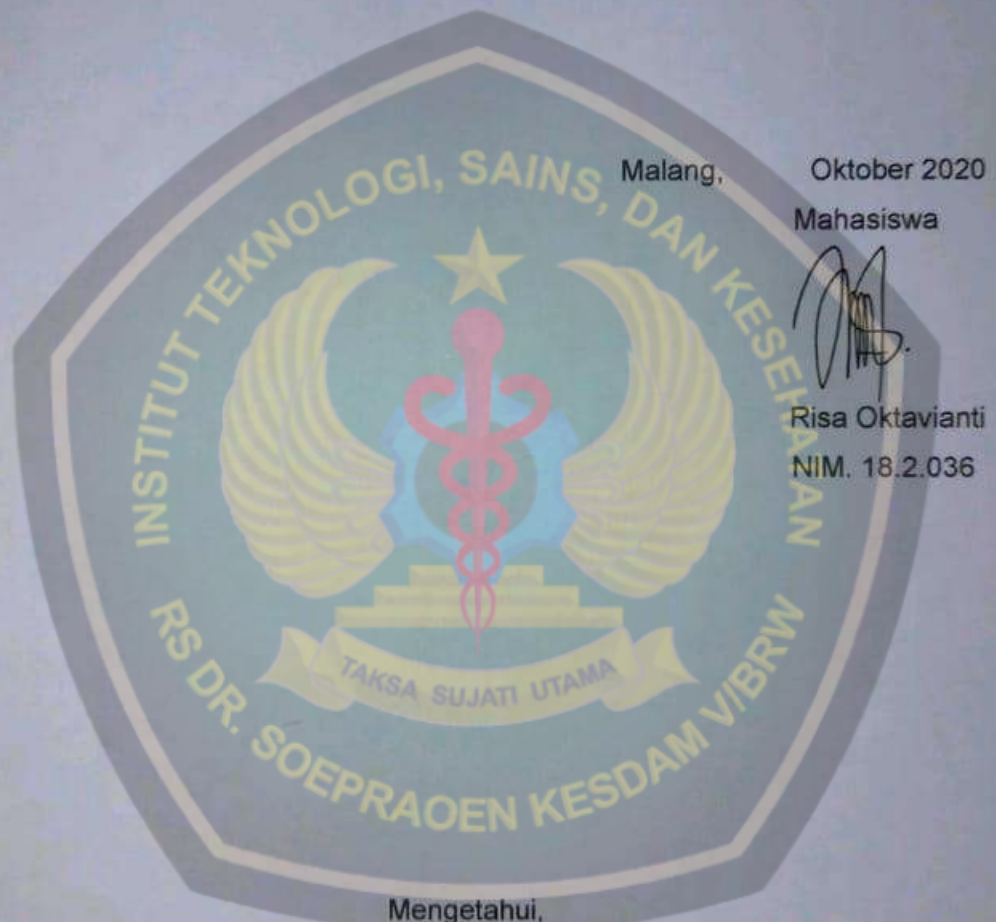 Malang, Oktober 2020
Mahasiswa
Risa Oktavianti
NIM. 18.2.036
INSTITUT TEKNOLOGI, SAINS, DAN KESEHATAN
RS DR. SOEPRAOEN KESDAM V/BRW
TAKSA SUJATI UTAMA
Mengetahui,